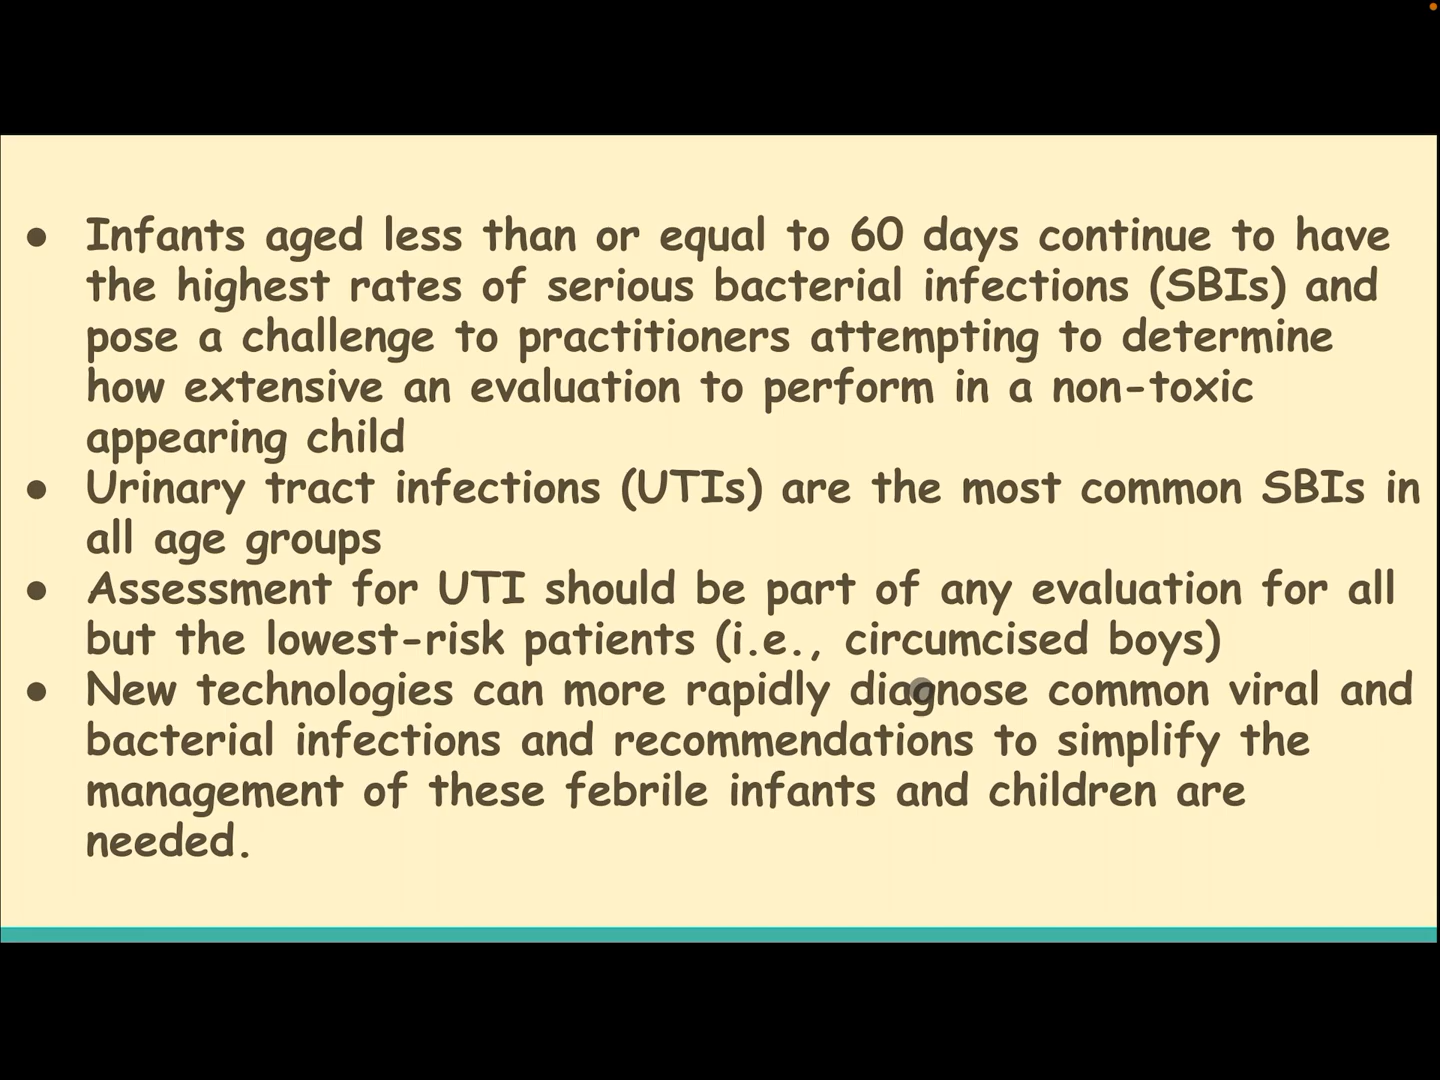 ● Infants aged less than or equal to 60 days continue to have
the highest rates of serious bacterial infections (SBIs) and
pose a challenge to practitioners attempting to determine
how extensive an evaluation to perform in a non-toxic
appearing child
● Urinary tract infections (UTIs) are the most common SBIs in
all age groups
● Assessment for UTI should be part of any evaluation for all
but the lowest-risk patients (i.e., circumcised boys)
● New technologies can more rapidly diagnose common viral and
bacterial infections and recommendations to simplify the
management of these febrile infants and children are
needed.